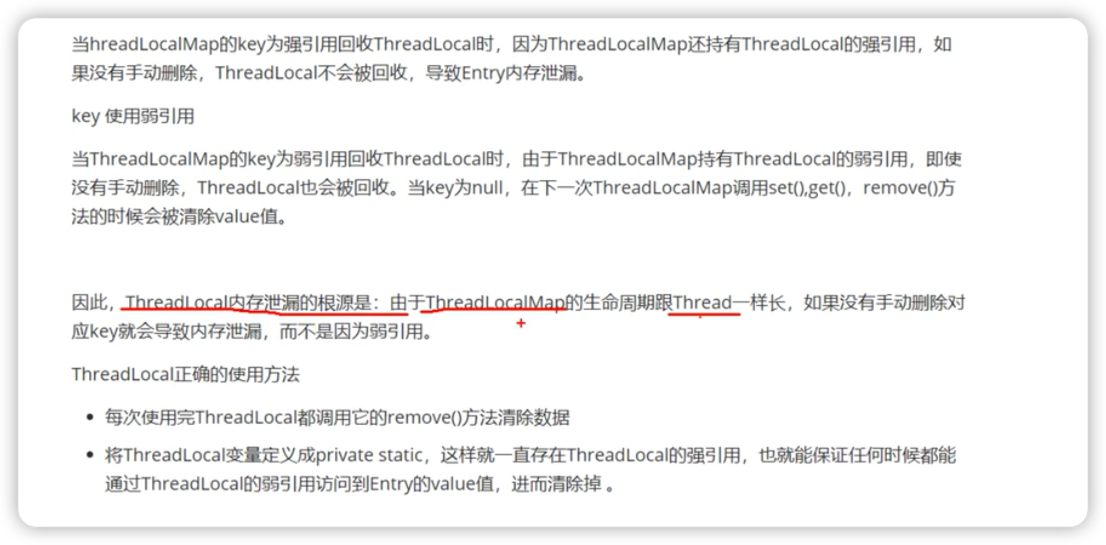 当hreadLocalMap的key为强引用回收ThreadLocal时，因为ThreadLocalMap还持有ThreadLocal的强引用，如
果没有手动删除，ThreadLocal不会被回收，导致Entry内存泄漏。
key 使用弱引用
当ThreadLocalMap的key为弱引用回收ThreadLocal时，由于ThreadLocalMap持有ThreadLocal的弱引用，即使
没有手动删除，ThreadLocal也会被回收。当key为null，在下一次ThreadLocalMap调用set(),get()，remove()方
法的时候会被清除value值。
因此，ThreadLocal内存泄漏的根源是：由于ThreadLocalMap的生命周期跟Thread一样长，如果没有手动删除对
应key就会导致内存泄漏，而不是因为弱引用。
ThreadLocal正确的使用方法
• 每次使用完ThreadLocal都调用它的remove()方法清除数据
• 将ThreadLocal变量定义成private static，这样就一直存在ThreadLocal的强引用，也就能保证任何时候都能
通过ThreadLocal的弱引用访问到Entry的value值，进而清除掉 。